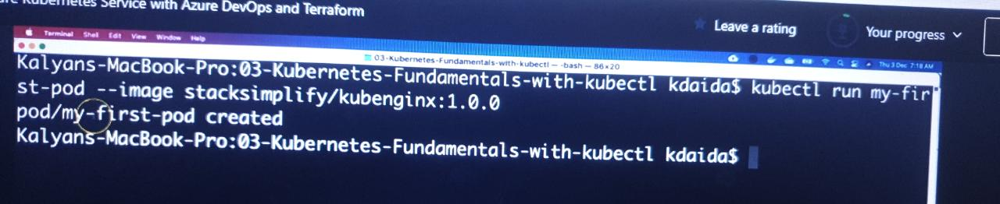 Kubernetes Service with Azure DevOps and Terraform
Leave a rating
Your progress
Terminal Shell Edit View Window Help
Thu 3 Dec 7:18 AM
03-Kubernetes-Fundamentals-with-kubectl — -bash — 86×20
Kalyans-MacBook-Pro:03-Kubernetes-Fundamentals-with-kubectl kdaida$ kubectl run my-fir
st-pod --image stacksimplify/kubenginx:1.0.0
pod/my-first-pod created
Kalyans-MacBook-Pro:03-Kubernetes-Fundamentals-with-kubectl kdaida$